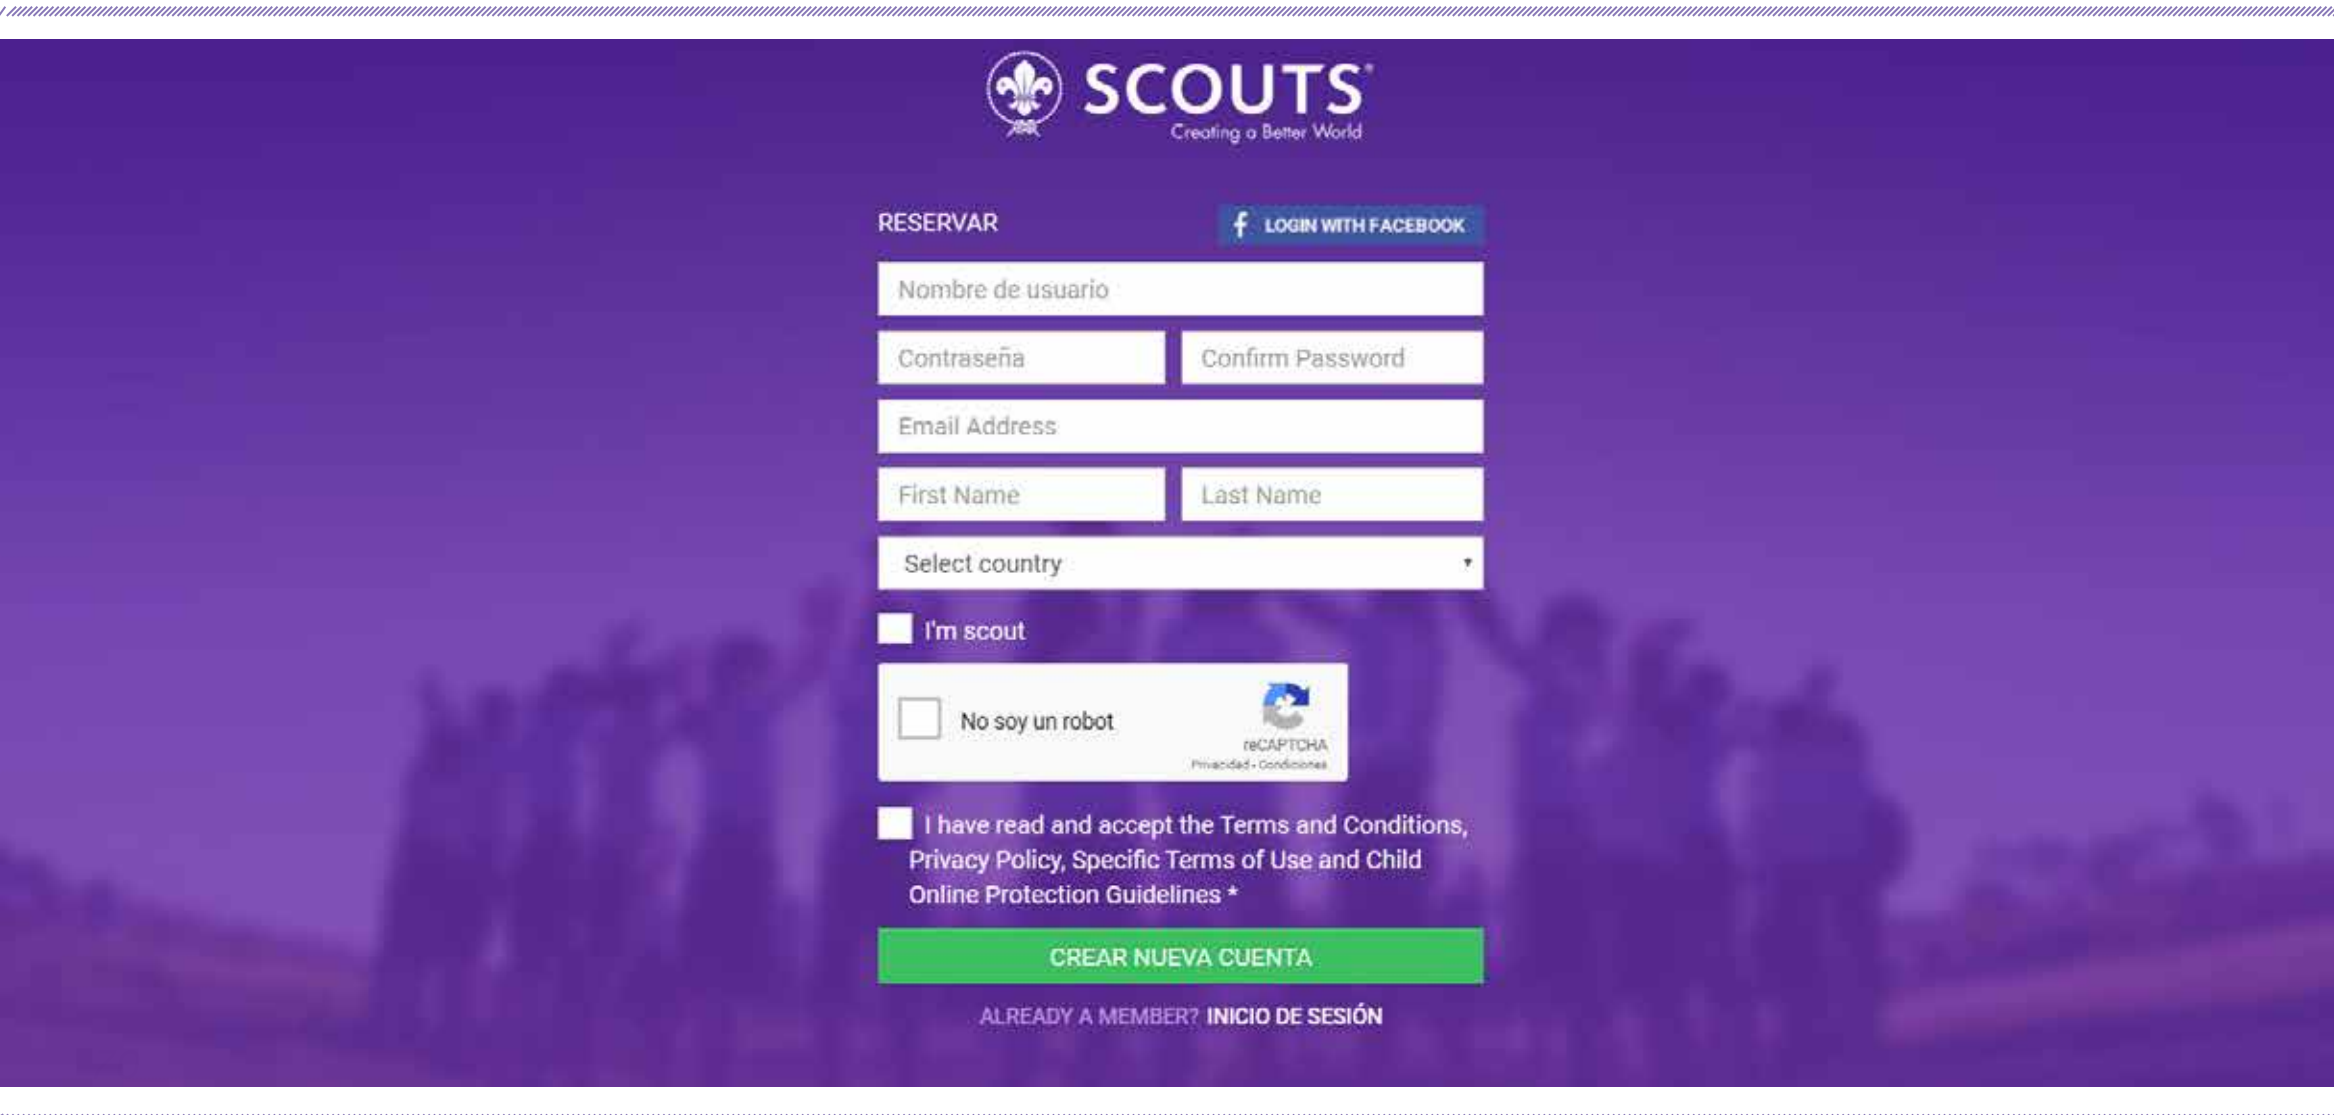 SCOUTS®
Creating a Better World
RESERVAR
f LOGIN WITH FACEBOOK
Nombre de usuario
Contraseña
Confirm Password
Email Address
First Name
Last Name
Select country
I'm scout
No soy un robot
reCAPTCHA
Privacidad - Condiciones
I have read and accept the Terms and Conditions,
Privacy Policy, Specific Terms of Use and Child
Online Protection Guidelines *
CREAR NUEVA CUENTA
ALREADY A MEMBER? INICIO DE SESIÓN